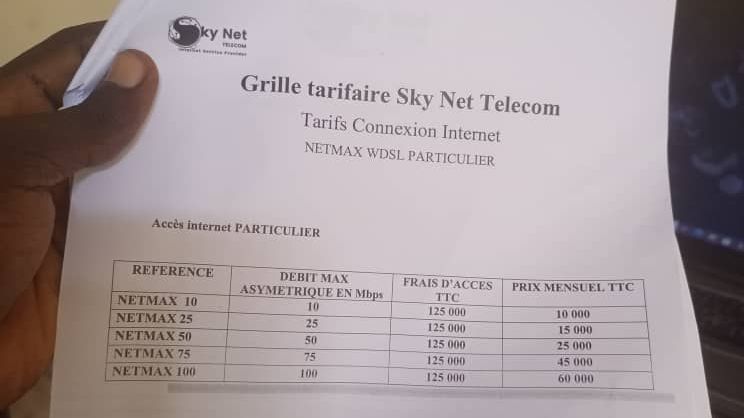 Sky Net
TELECOM
Internet Service Provider
Grille tarifaire Sky Net Telecom
Tarifs Connexion Internet
NETMAX WDSL PARTICULIER
Accès internet PARTICULIER
REFERENCE DEBIT MAX ASYMETRIQUE EN Mbps FRAIS D'ACCES TTC PRIX MENSUEL TTC
NETMAX 10 10 125 000 10 000
NETMAX 25 25 125 000 15 000
NETMAX 50 50 125 000 25 000
NETMAX 75 75 125 000 45 000
NETMAX 100 100 125 000 60 000